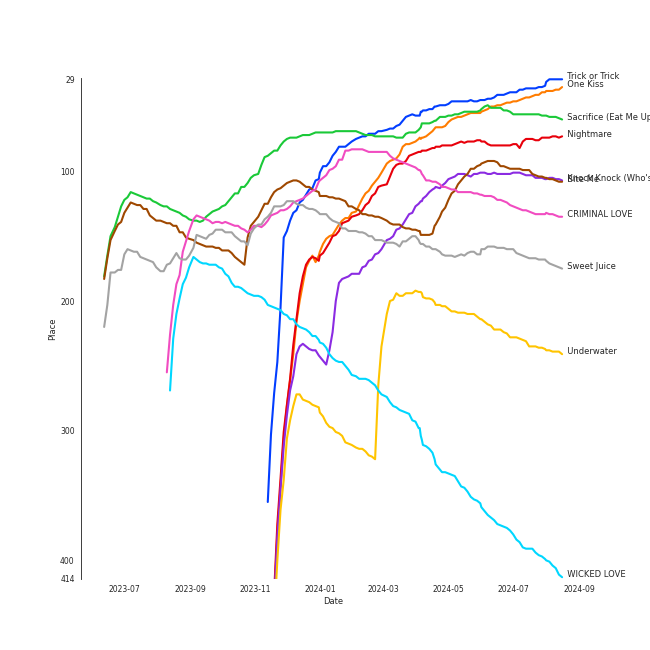 29
100
200
300
400
414
Place
2023-07
2023-09
2023-11
2024-01
2024-03
2024-05
2024-07
2024-09
Date
Trick or Trick
One Kiss
Sacrifice (Eat Me Up
Nightmare
Knock (Who's
CRIMINAL LOVE
Sweet Juice
Underwater
WICKED LOVE